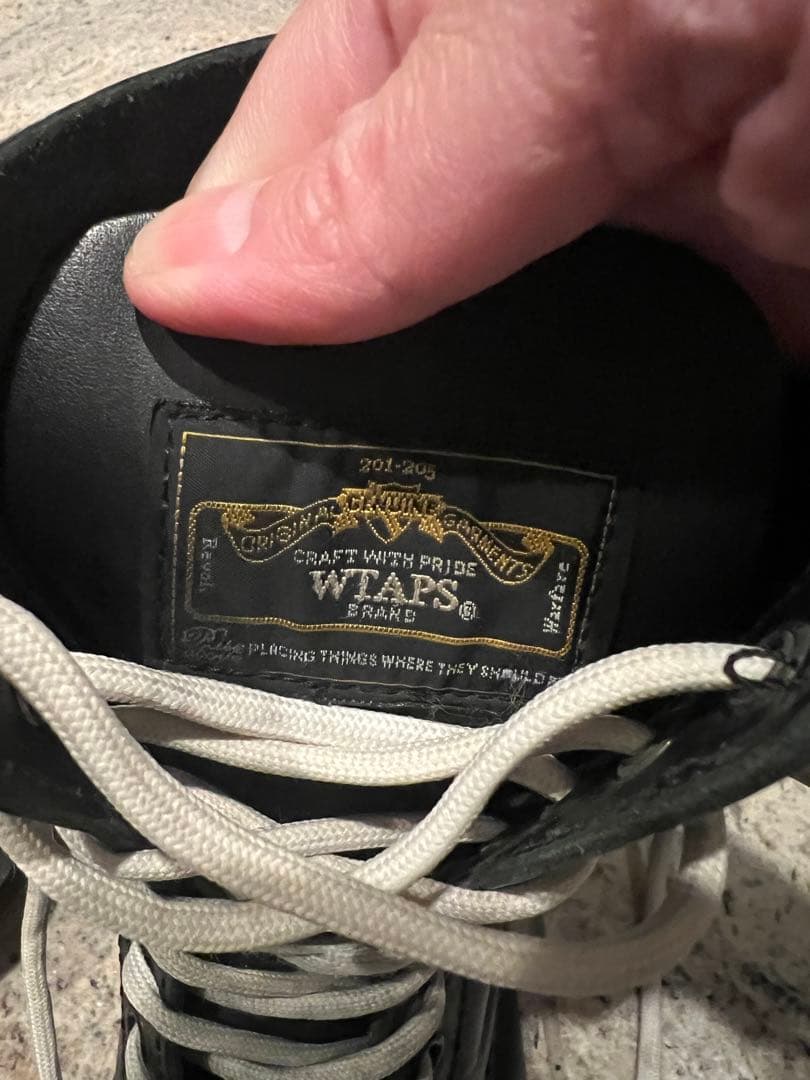 201-205
ORIGINAL GENUINE GARMENTS
CRAFT WITH PRIDE
WTAPS®
BRAND
Revolt
Warfare
PLACING THINGS WHERE THEY SHOULD